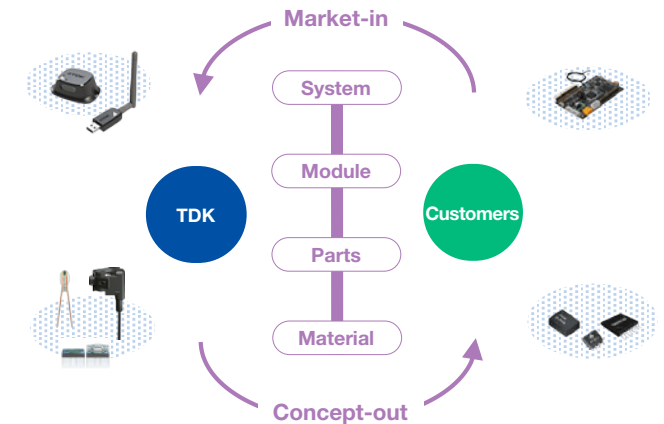 Market-in
System
Module
TDK
Customers
Parts
Material
Concept-out